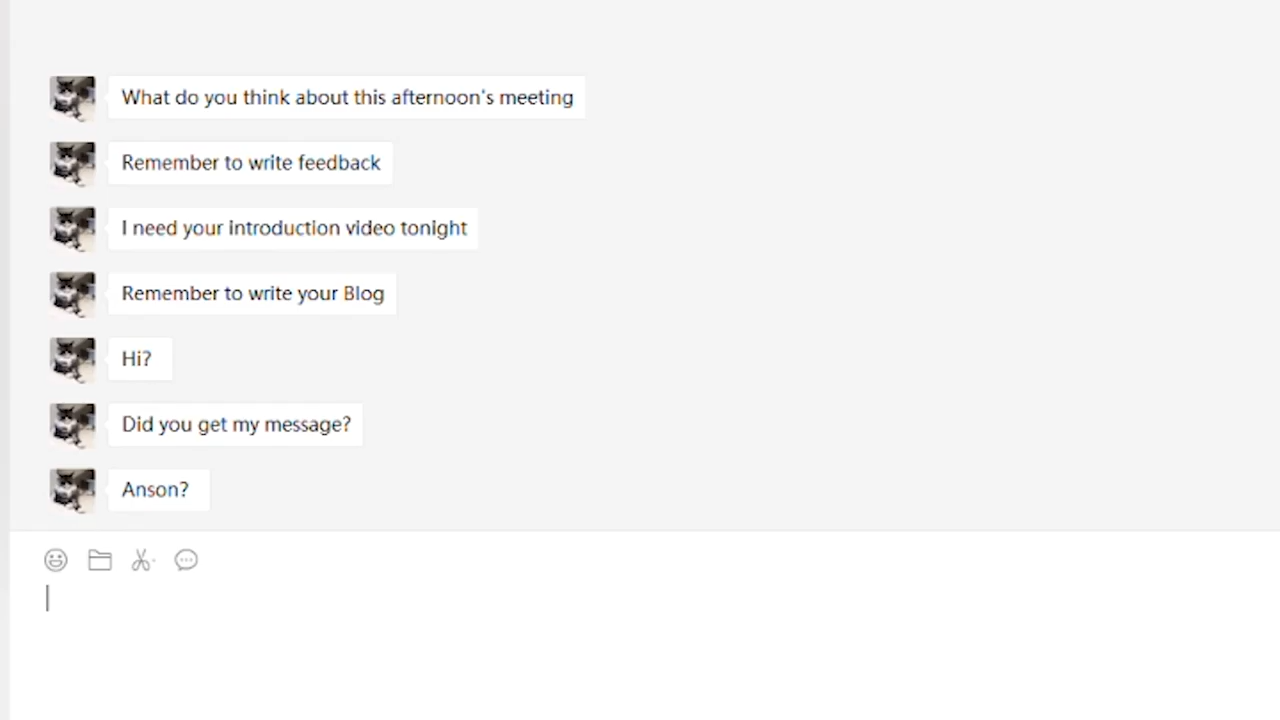 What do you think about this afternoon's meeting
Remember to write feedback
I need your introduction video tonight
Remember to write your Blog
Hi?
Did you get my message?
Anson?